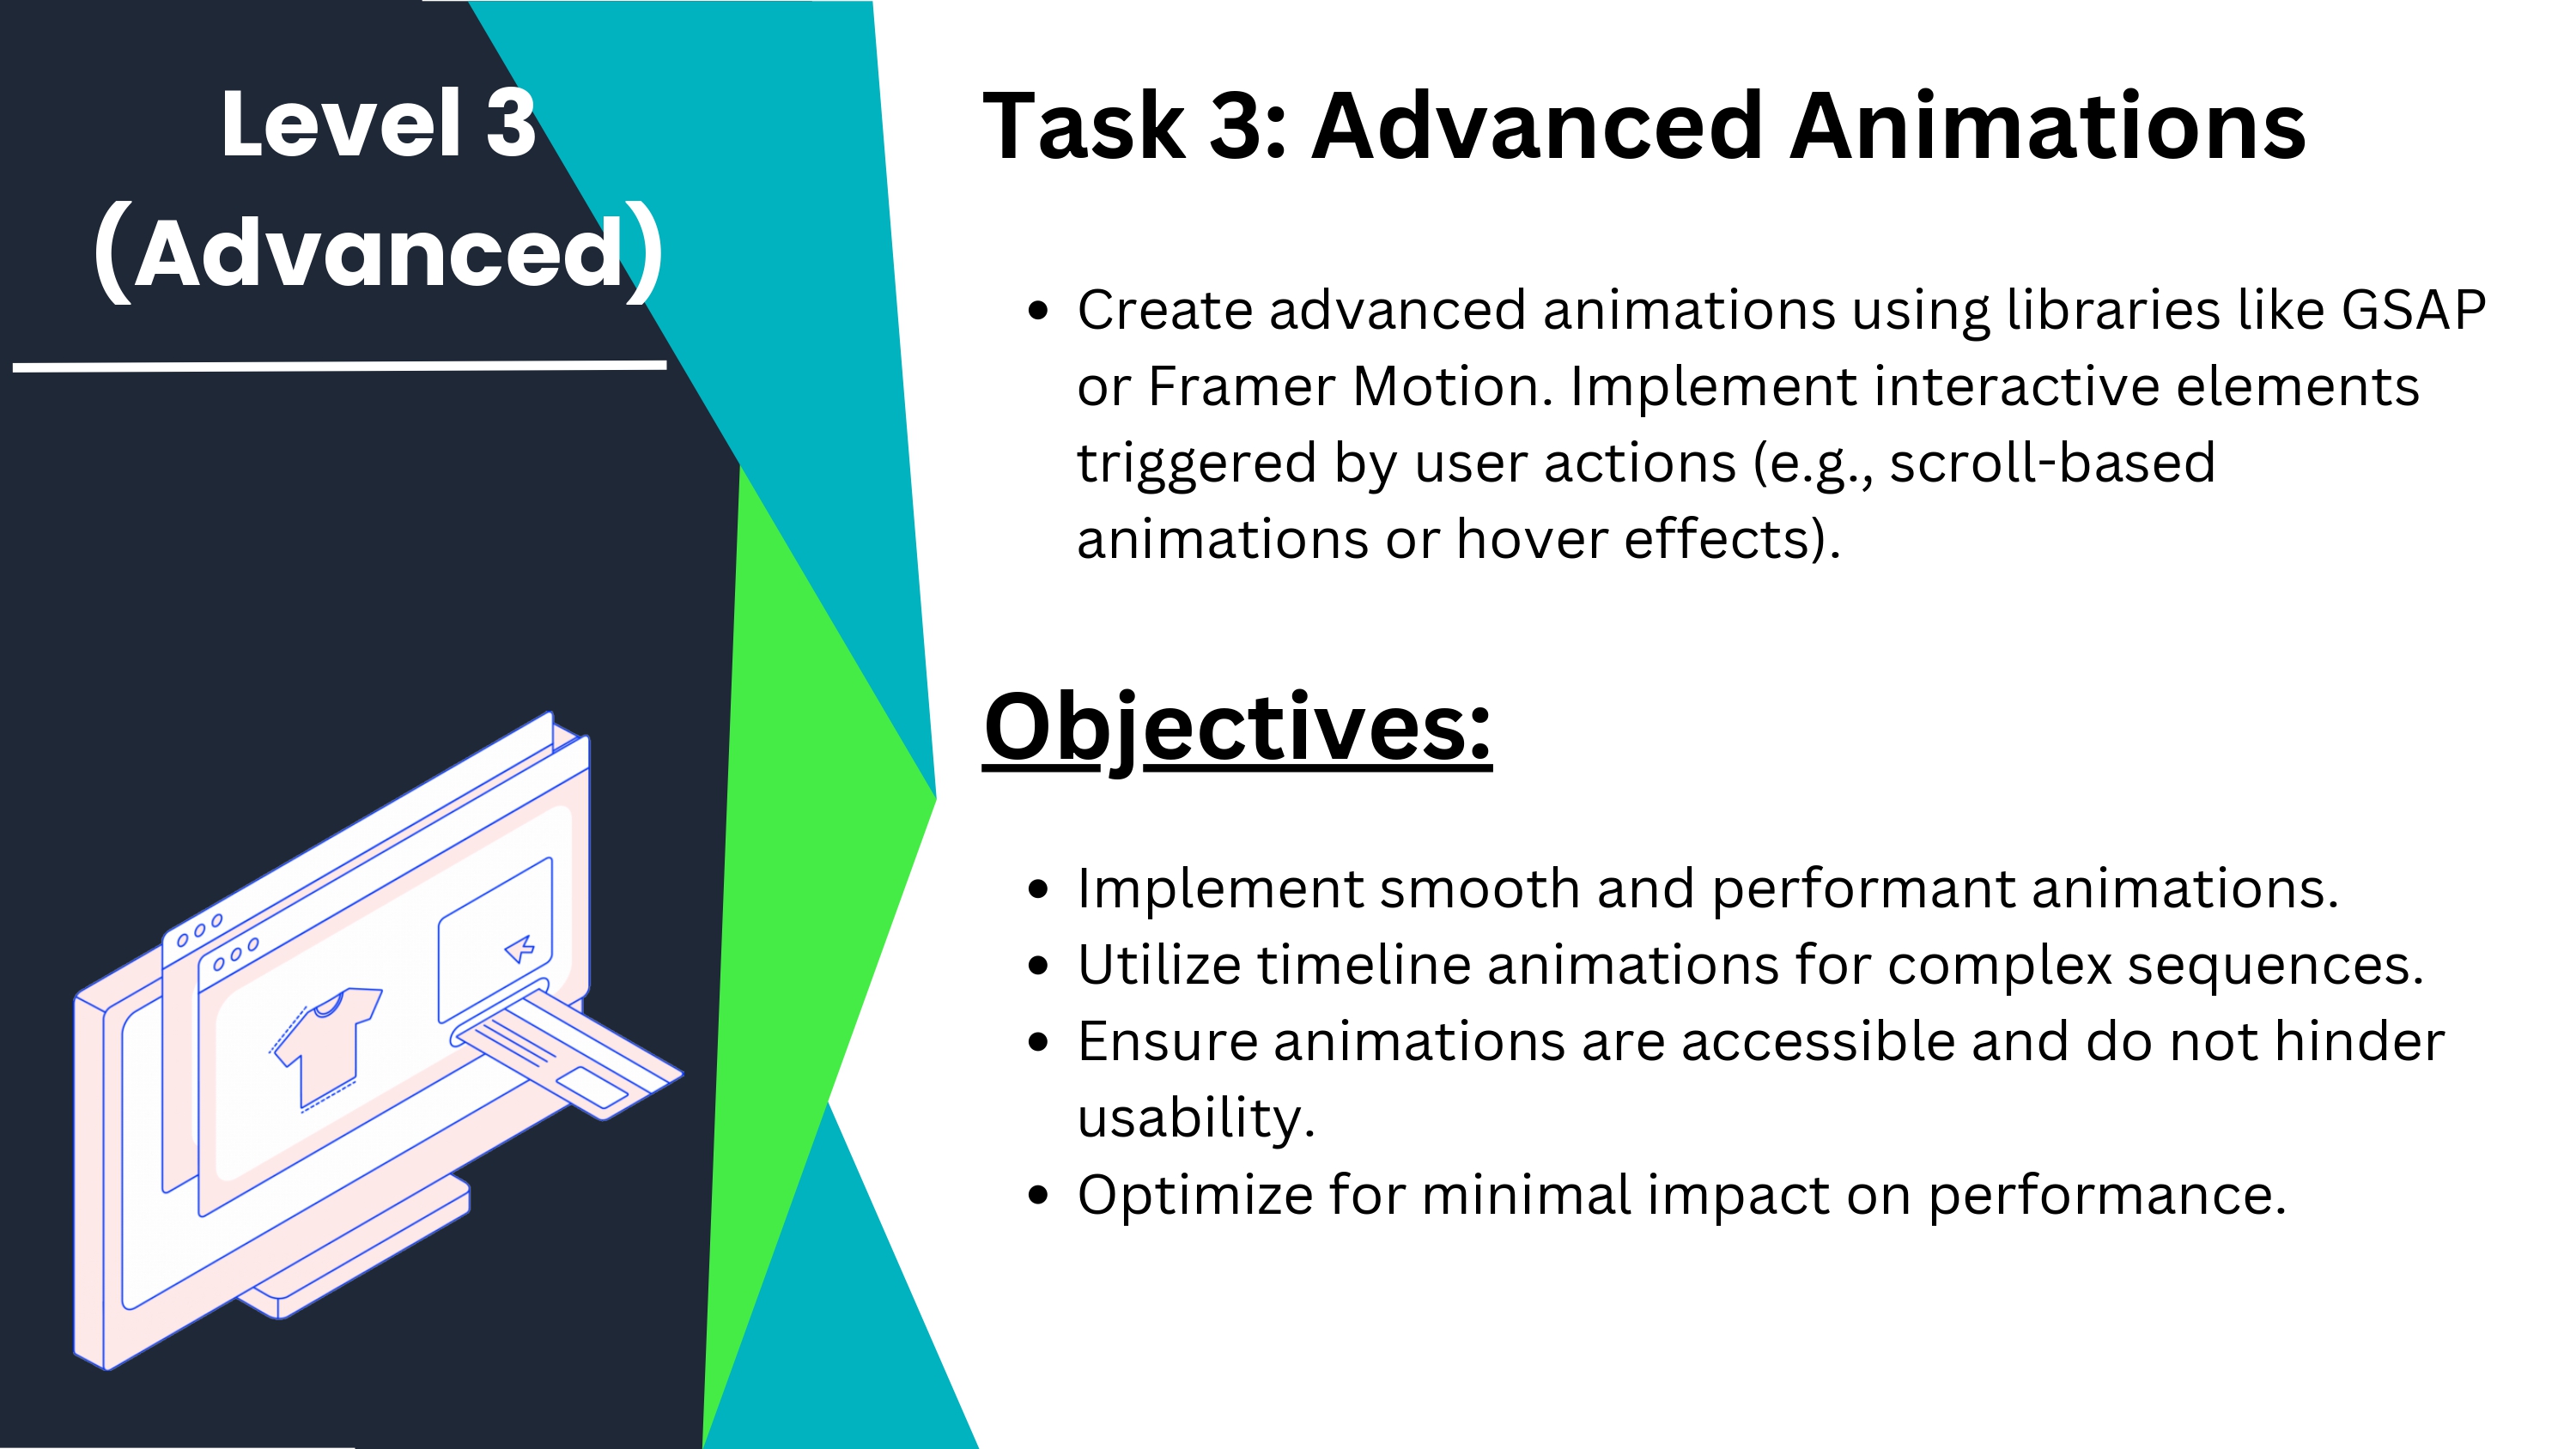 Level 3
(Advanced)
Task 3: Advanced Animations
• Create advanced animations using libraries like GSAP
or Framer Motion. Implement interactive elements
triggered by user actions (e.g., scroll-based
animations or hover effects).
Objectives:
• Implement smooth and performant animations.
• Utilize timeline animations for complex sequences.
• Ensure animations are accessible and do not hinder
usability.
• Optimize for minimal impact on performance.